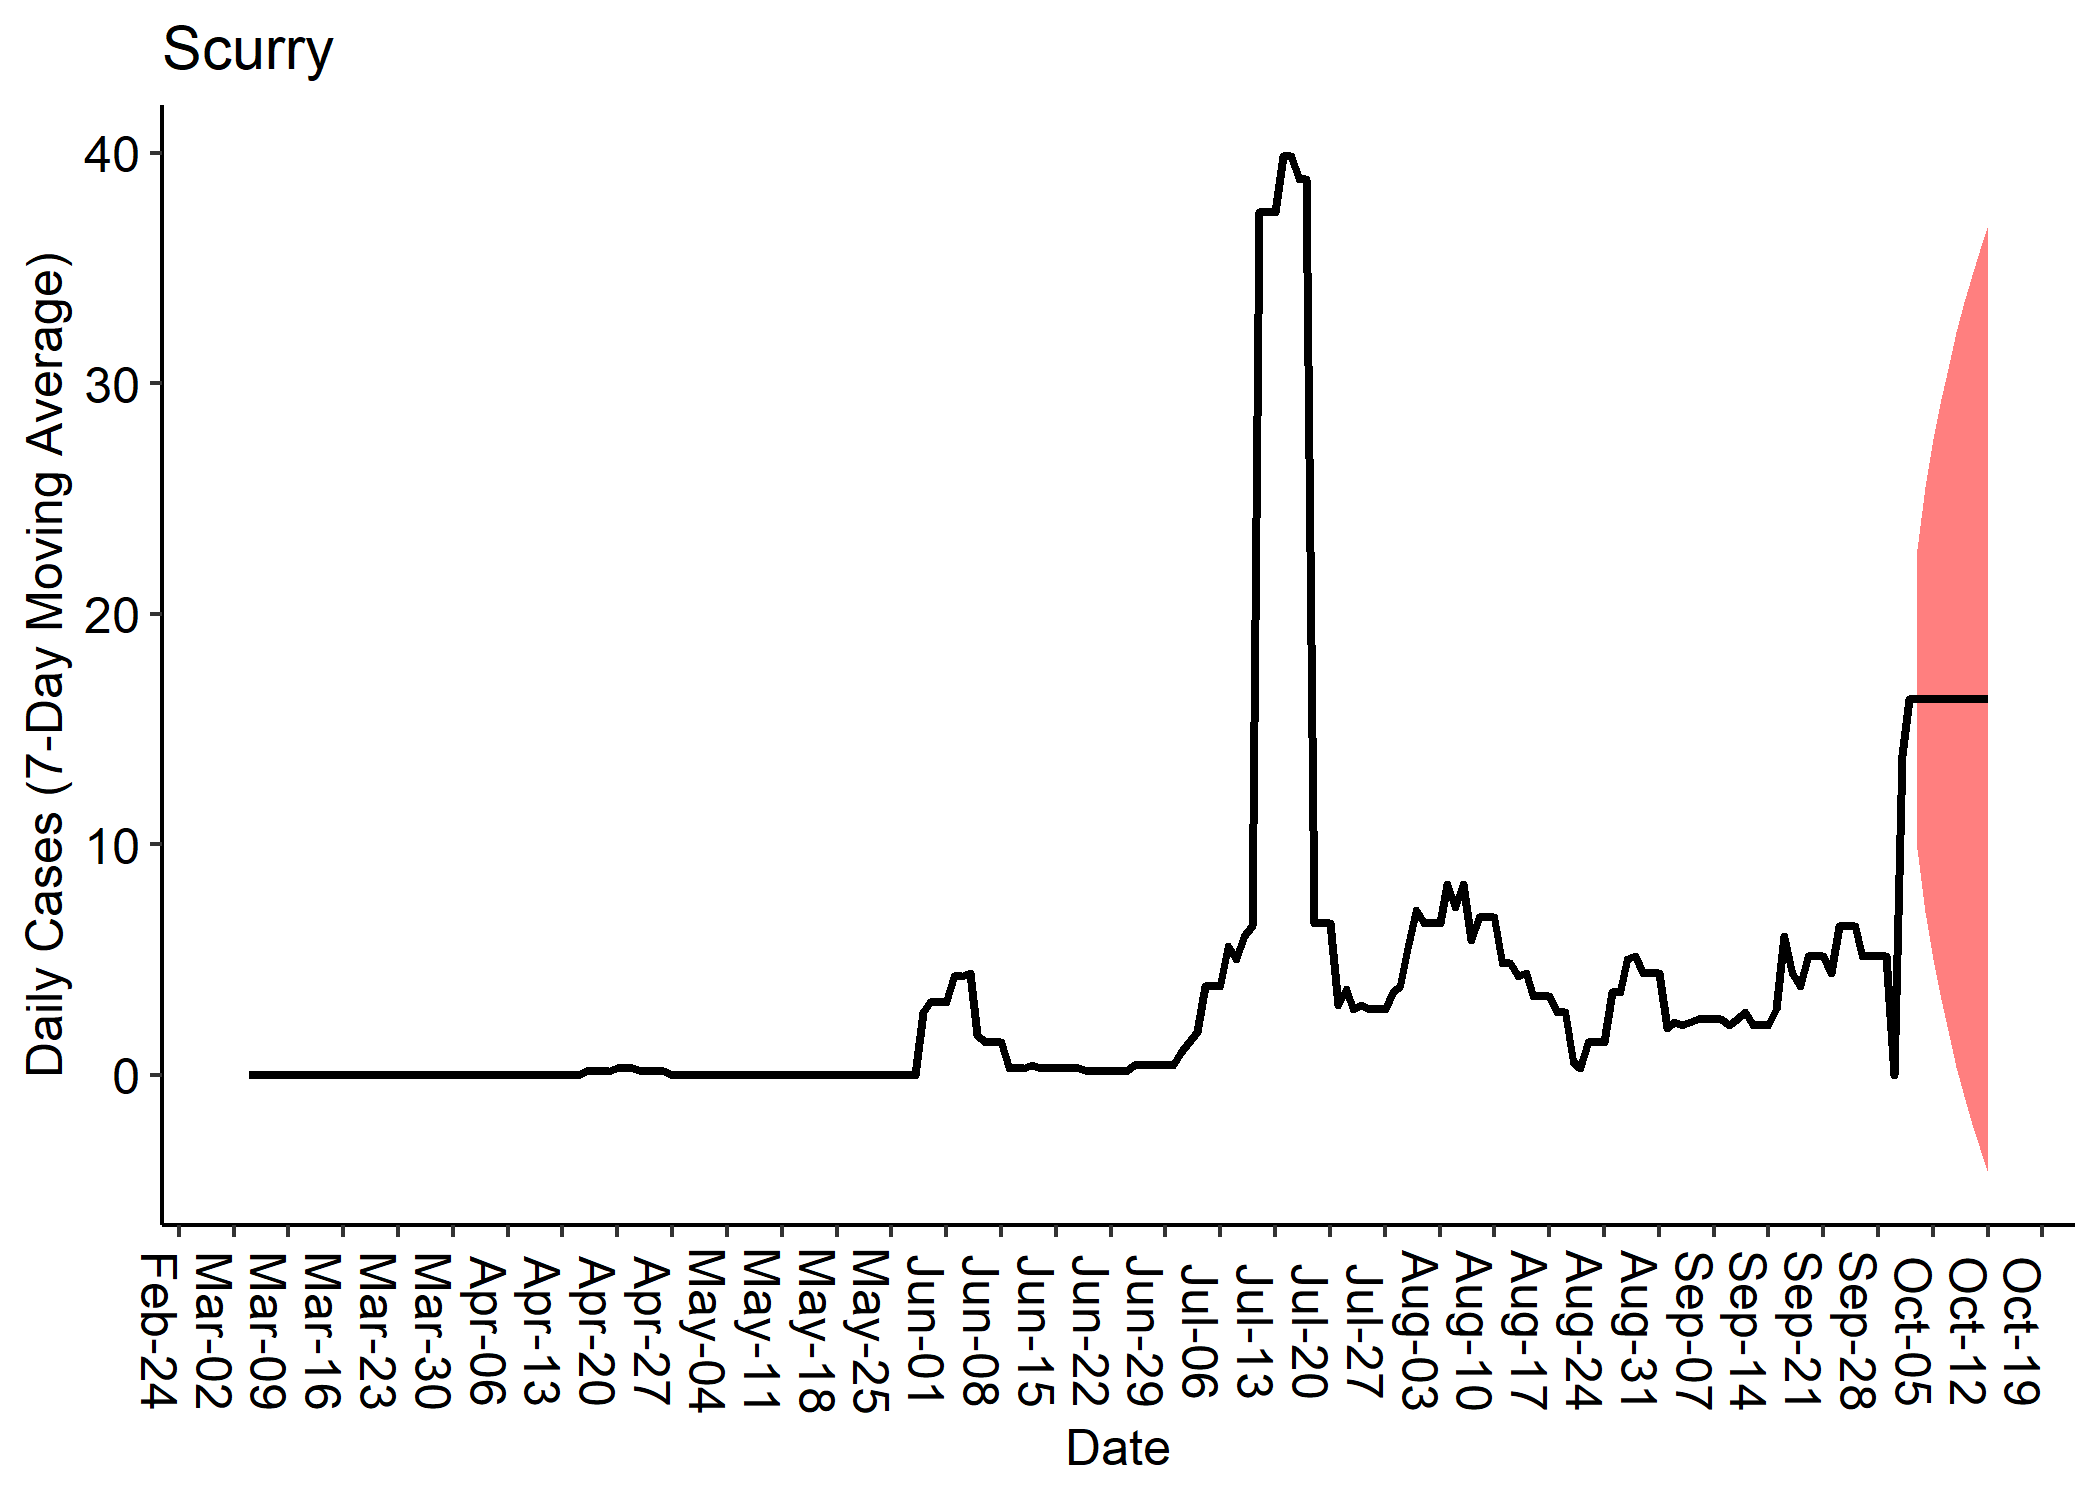 Scurry
Daily Cases (7-Day Moving Average)
40
30
20
10
0
Feb-24
Mar-02
Mar-09
Mar-16
Mar-23
Mar-30
Apr-06
Apr-13
Apr-20
Apr-27
May-04
May-11
May-18
May-25
Jun-01
Jun-08
Jun-15
Jun-22
Jun-29
Jul-06
Jul-13
Jul-20
Jul-27
Aug-03
Aug-10
Aug-17
Aug-24
Aug-31
Sep-07
Sep-14
Sep-21
Sep-28
Oct-05
Oct-12
Oct-19
Date